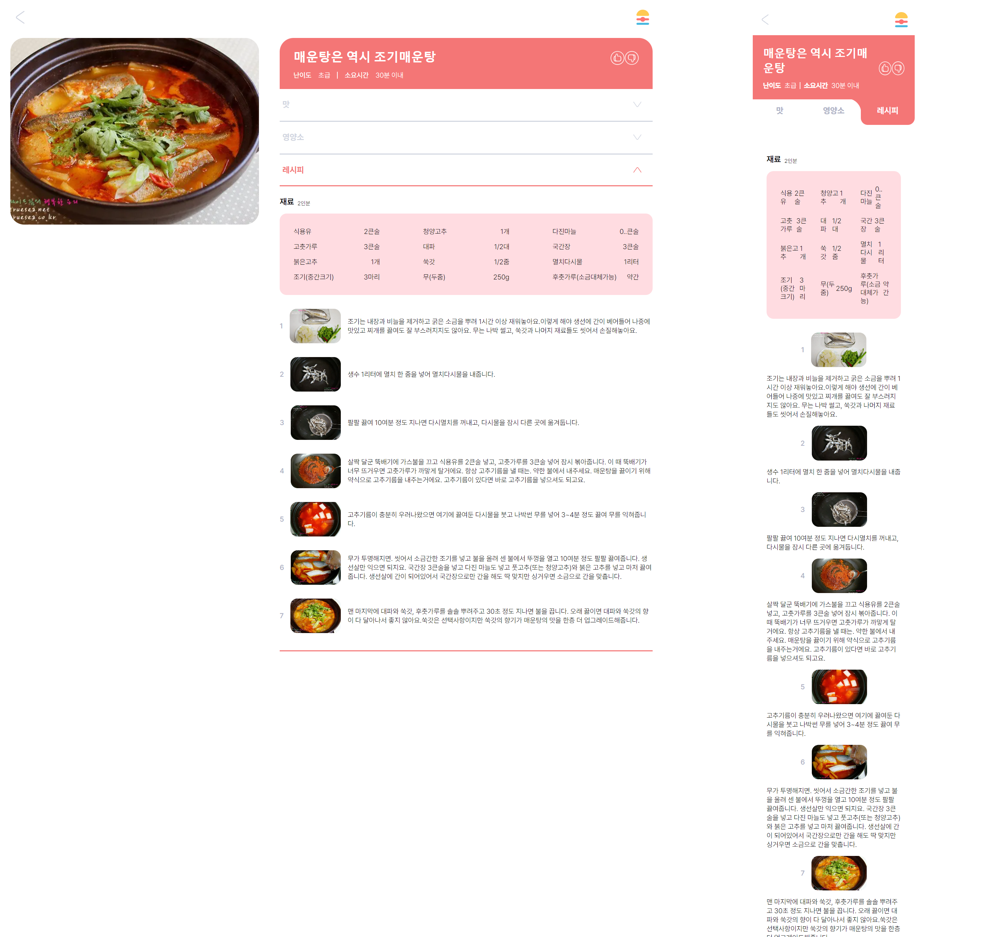 매운탕은 역시 조기매운탕
난이도 초급 | 소요시간 30분 이내
맛
영양소
레시피
재료 2인분
식용유 2큰술 청양고추 1개 다진마늘 0..큰술
고춧가루 3큰술 대파 1/2대 국간장 3큰술
붉은고추 1개 쑥갓 1/2줌 멸치다시물 1리터
조기(중간크기) 3마리 무(두줌) 250g 후춧가루(소금대체가능) 약간
1
조기는 내장과 비늘을 제거하고 굵은 소금을 뿌려 1시간 이상 재워놓아요.이렇게 해야 생선에 간이 베어들어 나중에
맛있고 찌개를 끓여도 잘 부스러지지도 않아요. 무는 나박 썰고, 쑥갓과 나머지 재료들도 씻어서 손질해놓아요.
2
생수 1리터에 멸치 한 줌을 넣어 멸치다시물을 내줍니다.
3
팔팔 끓여 10여분 정도 지나면 다시멸치를 꺼내고, 다시물을 잠시 다른 곳에 옮겨둡니다.
4
살짝 달군 뚝배기에 가스불을 끄고 식용유를 2큰술 넣고, 고춧가루를 3큰술 넣어 잠시 볶아줍니다. 이 때 뚝배기가
너무 뜨거우면 고춧가루가 까맣게 탈거에요. 항상 고추기름을 낼 때는. 약한 불에서 내주세요. 매운탕을 끓이기 위해
약식으로 고추기름을 내주는거에요. 고추기름이 있다면 바로 고추기름을 넣으셔도 되고요.
5
고추기름이 충분히 우러나왔으면 여기에 끓여둔 다시물을 붓고 나박썬 무를 넣어 3~4분 정도 끓여 무를 익혀줍니
다.
6
무가 투명해지면. 씻어서 소금간한 조기를 넣고 불을 올려 센 불에서 뚜껑을 열고 10여분 정도 팔팔 끓여줍니다. 생
선살만 익으면 되지요. 국간장 3큰술을 넣고 다진 마늘도 넣고 풋고추(또는 청양고추)와 붉은 고추를 넣고 마저 끓여
줍니다. 생선살에 간이 되어있어서 국간장으로만 간을 해도 딱 맞지만 싱거우면 소금으로 간을 맞춥니다.
7
맨 마지막에 대파와 쑥갓, 후춧가루를 솔솔 뿌려주고 30초 정도 지나면 불을 끕니다. 오래 끓이면 대파와 쑥갓의 향
이 다 달아나서 좋지 않아요.쑥갓은 선택사항이지만 쑥갓의 향기가 매운탕의 맛을 한층 더 업그레이드해줍니다.
행복한 요리
매운탕은 역시 조기매
운탕
난이도 초급 | 소요시간 30분 이내
맛 영양소 레시피
재료 2인분
식용
유
2큰
술
청양고
추
1
개
다진
마늘
0..
큰
술
고춧
가루
3큰
술
대
파
1/2
대
국간
장
3큰
술
붉은고
추
1
개
쑥
갓
1/2
줌
멸치
다시
물
1
리
터
조기
(중간
크기)
3
마
리
무(두
줌)
250g
후춧가
루(소금
대체가
능)
약
간
1
조기는 내장과 비늘을 제거하고 굵은 소금을 뿌려 1
시간 이상 재워놓아요.이렇게 해야 생선에 간이 베
어들어 나중에 맛있고 찌개를 끓여도 잘 부스러지
지도 않아요. 무는 나박 썰고, 쑥갓과 나머지 재료
들도 씻어서 손질해놓아요.
2
생수 1리터에 멸치 한 줌을 넣어 멸치다시물을 내줍
니다.
3
팔팔 끓여 10여분 정도 지나면 다시멸치를 꺼내고,
다시물을 잠시 다른 곳에 옮겨둡니다.
4
살짝 달군 뚝배기에 가스불을 끄고 식용유를 2큰술
넣고, 고춧가루를 3큰술 넣어 잠시 볶아줍니다. 이
때 뚝배기가 너무 뜨거우면 고춧가루가 까맣게 탈
거에요. 항상 고추기름을 낼 때는. 약한 불에서 내
주세요. 매운탕을 끓이기 위해 약식으로 고추기름
을 내주는거에요. 고추기름이 있다면 바로 고추기
름을 넣으셔도 되고요.
5
고추기름이 충분히 우러나왔으면 여기에 끓여둔 다
시물을 붓고 나박썬 무를 넣어 3~4분 정도 끓여 무
를 익혀줍니다.
6
무가 투명해지면. 씻어서 소금간한 조기를 넣고 불
을 올려 센 불에서 뚜껑을 열고 10여분 정도 팔팔
끓여줍니다. 생선살만 익으면 되지요. 국간장 3큰
술을 넣고 다진 마늘도 넣고 풋고추(또는 청양고추)
와 붉은 고추를 넣고 마저 끓여줍니다. 생선살에 간
이 되어있어서 국간장으로만 간을 해도 딱 맞지만
싱거우면 소금으로 간을 맞춥니다.
7
맨 마지막에 대파와 쑥갓, 후춧가루를 솔솔 뿌려주
고 30초 정도 지나면 불을 끕니다. 오래 끓이면 대
파와 쑥갓의 향이 다 달아나서 좋지 않아요.쑥갓은
선택사항이지만 쑥갓의 향기가 매운탕의 맛을 한층